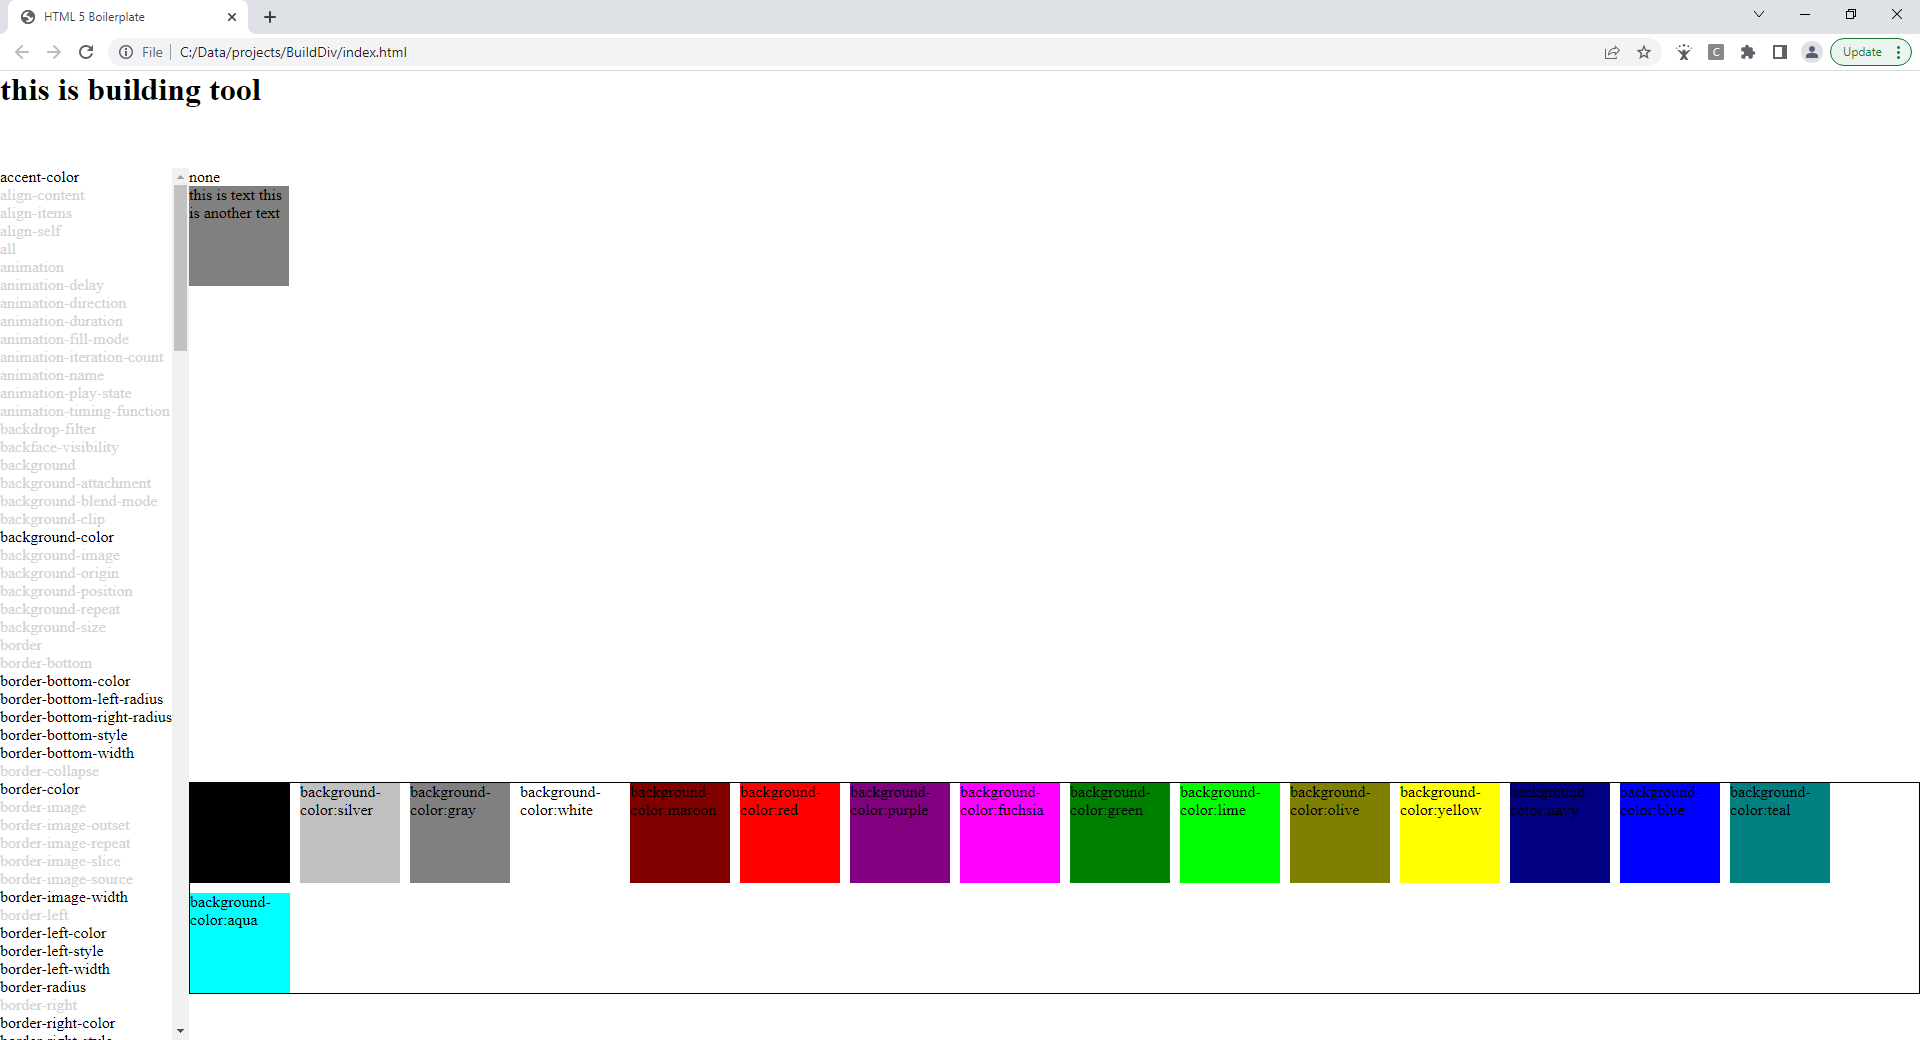 HTML 5 Boilerplate
File
C:/Data/projects/BuildDiv/index.html
C
Update
this is building tool
accent-color
align-content
align-items
align-self
all
animation
animation-delay
animation-direction
animation-duration
animation-fill-mode
animation-iteration-count
animation-name
animation-play-state
animation-timing-function
backdrop-filter
backface-visibility
background
background-attachment
background-blend-mode
background-clip
background-color
background-image
background-origin
background-position
background-repeat
background-size
border
border-bottom
border-bottom-color
border-bottom-left-radius
border-bottom-right-radius
border-bottom-style
border-bottom-width
border-collapse
border-color
border-image
border-image-outset
border-image-repeat
border-image-slice
border-image-source
border-image-width
border-left
border-left-color
border-left-style
border-left-width
border-radius
border-right
border-right-color
border-right-style
none
this is text this
is another text
background-
color:silver
background-
color:gray
background-
color:white
background-
color:maroon
background-
color:red
background-
color:purple
background-
color:fuchsia
background-
color:green
background-
color:lime
background-
color:olive
background-
color:yellow
background-
color:navy
background-
color:blue
background-
color:teal
background-
color:aqua